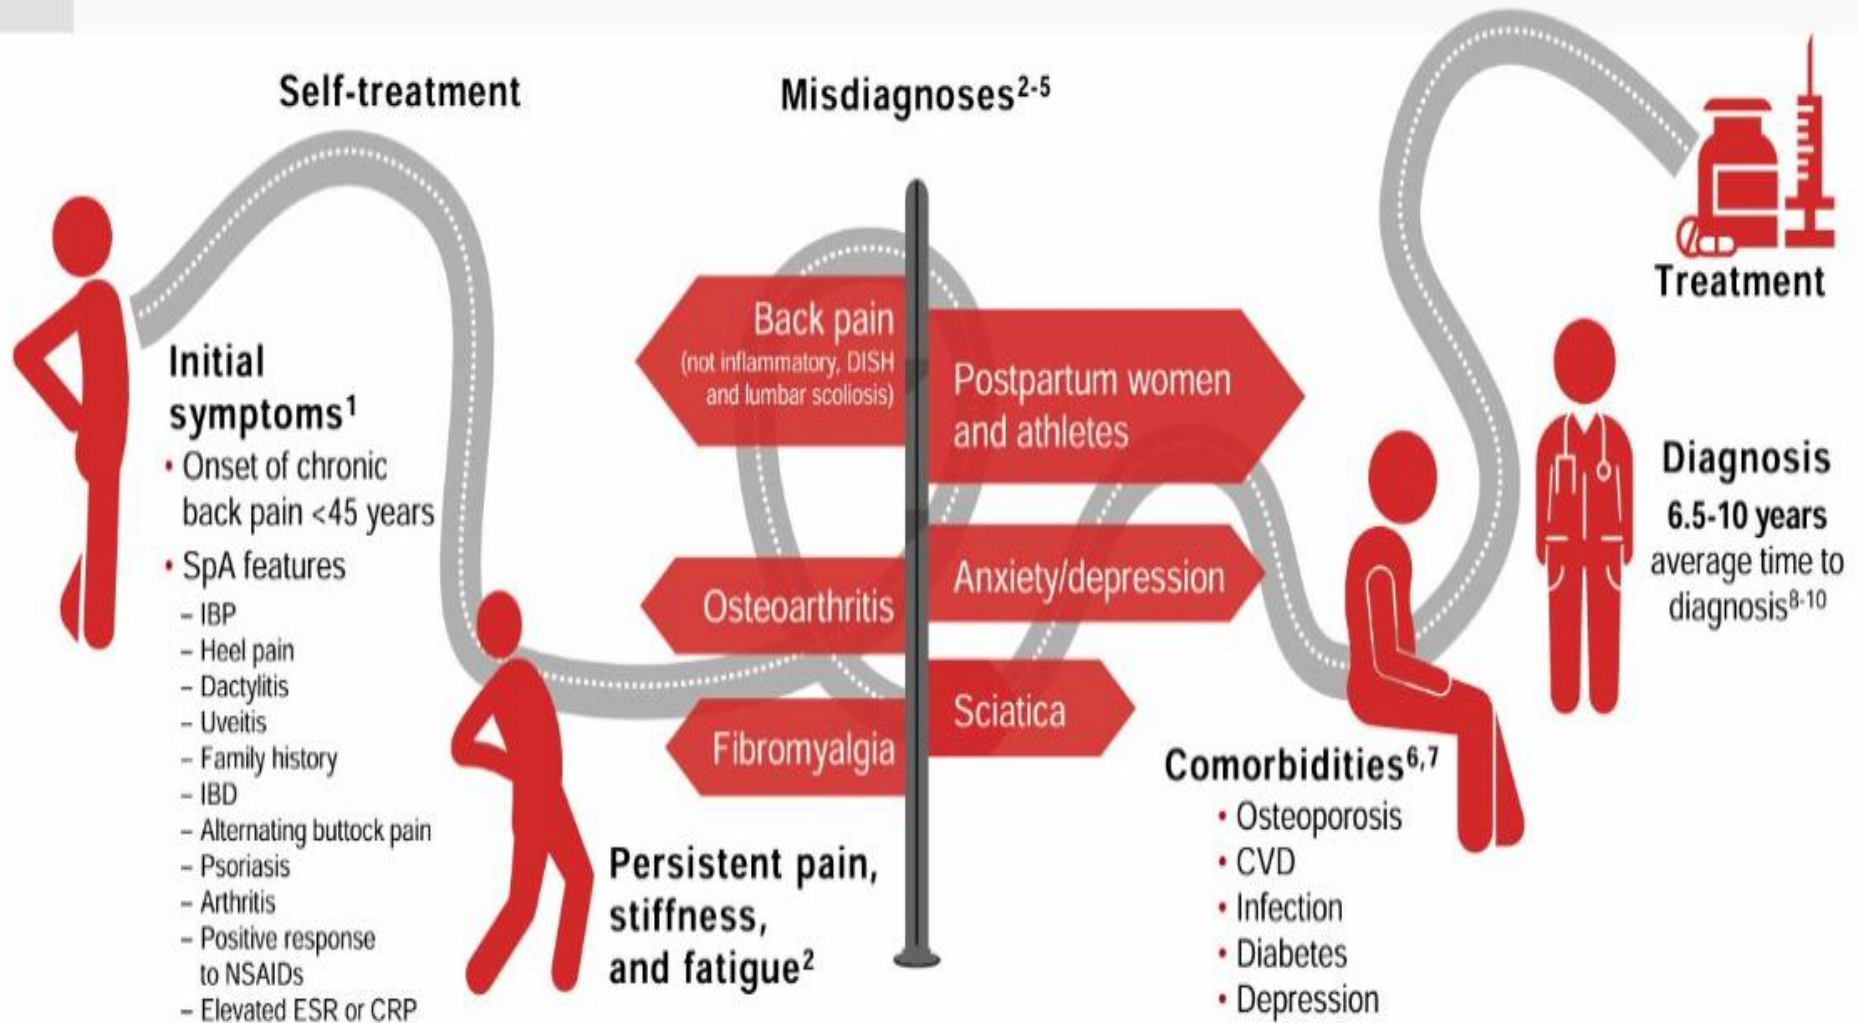 Self-treatment
Misdiagnoses2-5
Treatment
Initial
symptoms1
• Onset of chronic
back pain <45 years
• SpA features
– IBP
– Heel pain
– Dactylitis
– Uveitis
– Family history
– IBD
– Alternating buttock pain
– Psoriasis
– Arthritis
– Positive response
to NSAIDs
– Elevated ESR or CRP
Persistent pain,
stiffness,
and fatigue2
Back pain
(not inflammatory, DISH
and lumbar scoliosis)
Postpartum women
and athletes
Osteoarthritis
Anxiety/depression
Fibromyalgia
Sciatica
Comorbidities6,7
• Osteoporosis
• CVD
• Infection
• Diabetes
• Depression
Diagnosis
6.5-10 years
average time to
diagnosis8-10